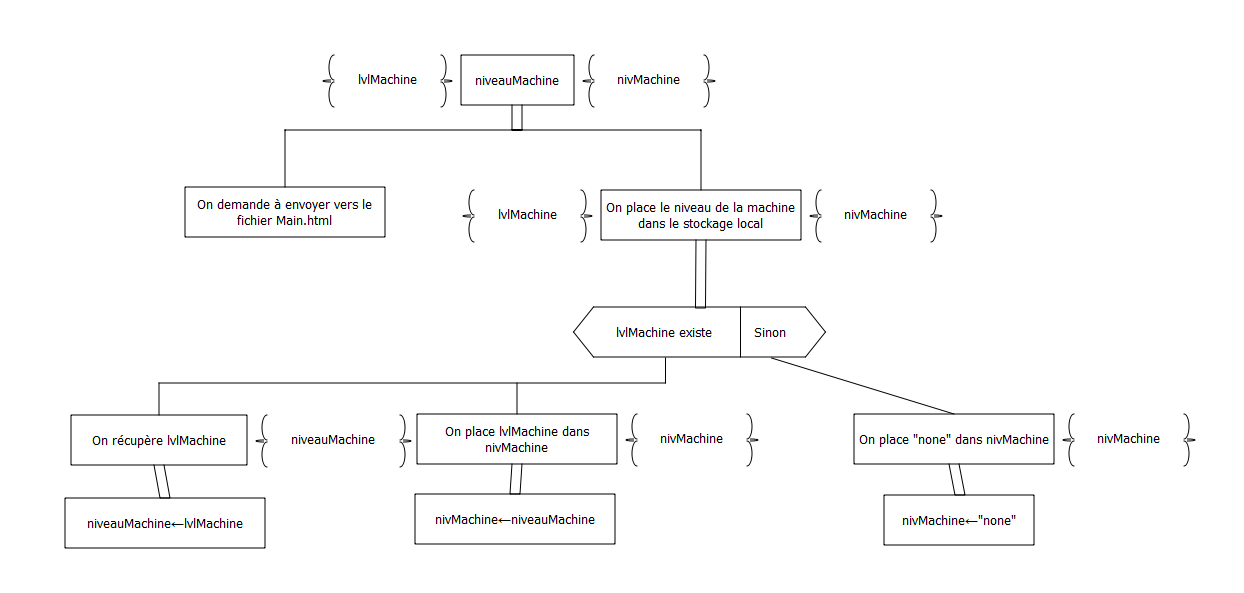 lvlMachine
niveauMachine
nivMachine
On demande à envoyer vers le
fichier Main.html
lvlMachine
On place le niveau de la machine
dans le stockage local
nivMachine
lvlMachine existe
Sinon
On récupère lvlMachine
niveauMachine
On place lvlMachine dans
nivMachine
nivMachine
On place "none" dans nivMachine
nivMachine
niveauMachine←lvlMachine
nivMachine←niveauMachine
nivMachine←"none"